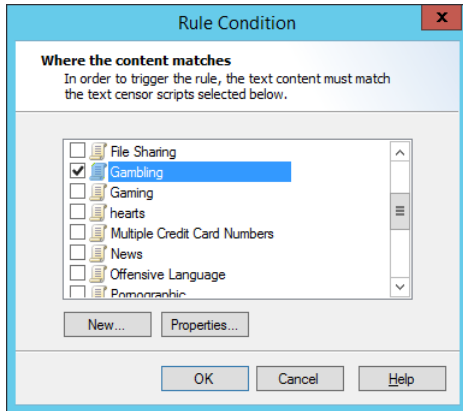 Rule Condition
x
Where the content matches
In order to trigger the rule, the text content must match
the text censor scripts selected below.
File Sharing
Gambling
Gaming
hearts
Multiple Credit Card Numbers
News
Offensive Language
Pornographic
New...
Properties...
OK
Cancel
Help